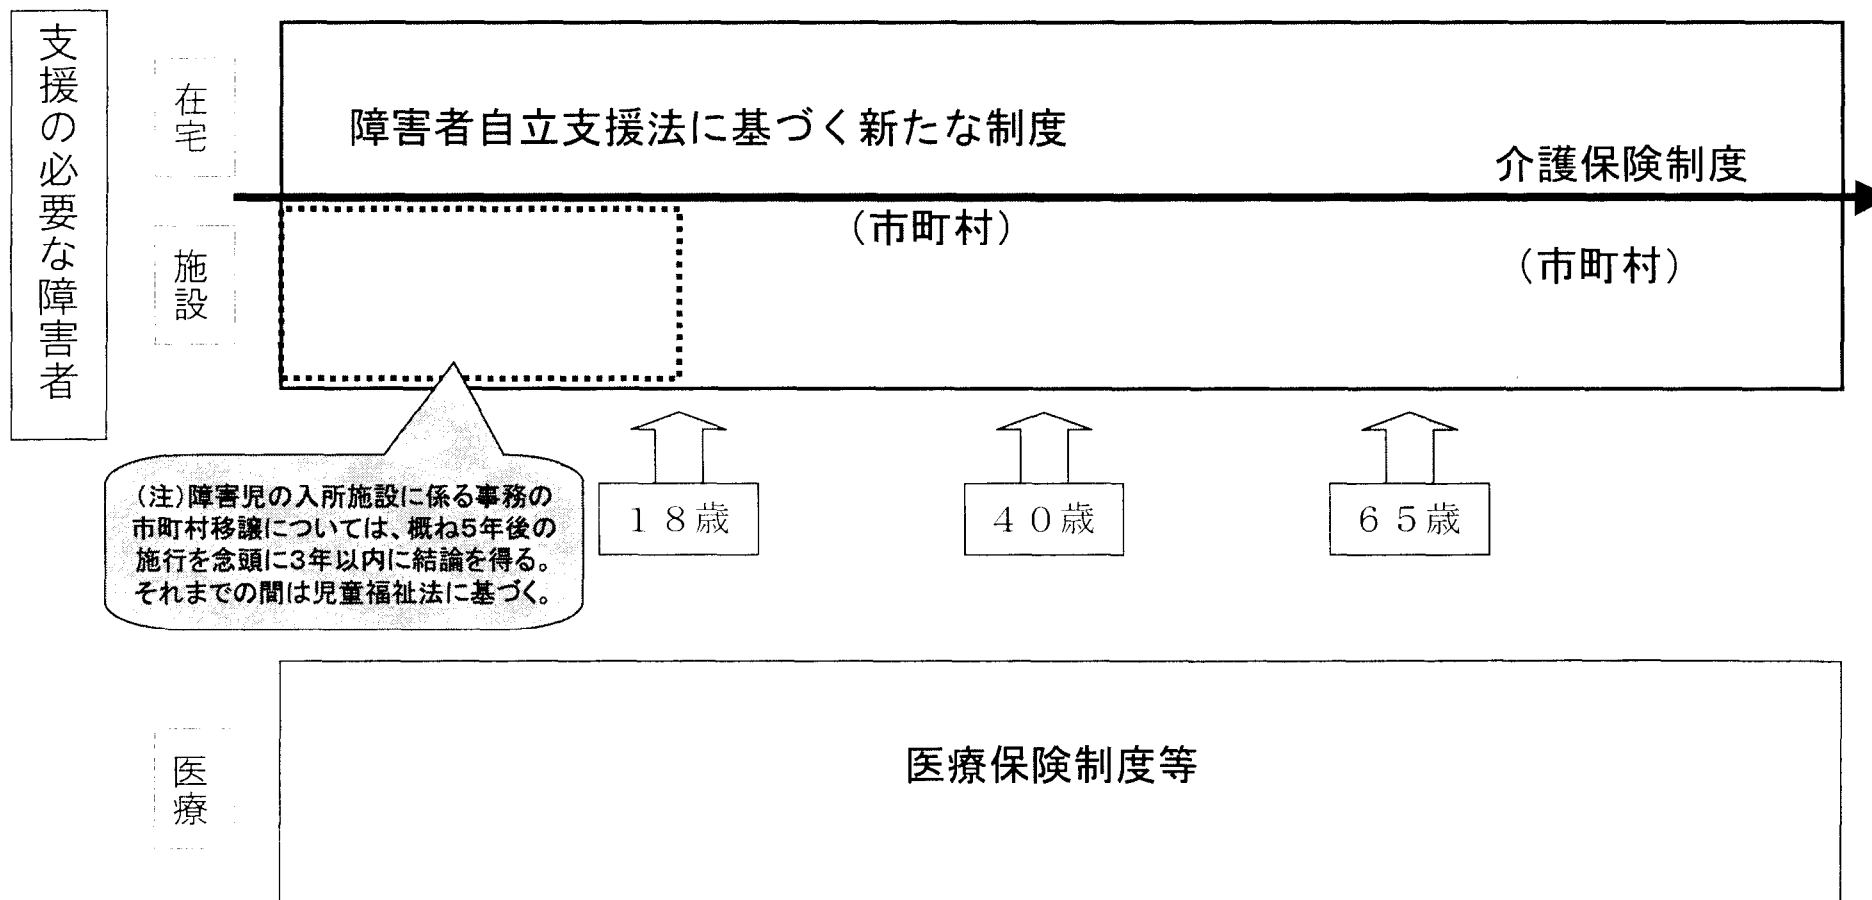 支援の必要な障害者
在宅
障害者自立支援法に基づく新たな制度
介護保険制度
（市町村）
（市町村）
施設
（注）障害児の入所施設に係る事務の
市町村移譲については、概ね5年後の
施行を念頭に3年以内に結論を得る。
それまでの間は児童福祉法に基づく。
１８歳
４０歳
６５歳
医療
医療保険制度等